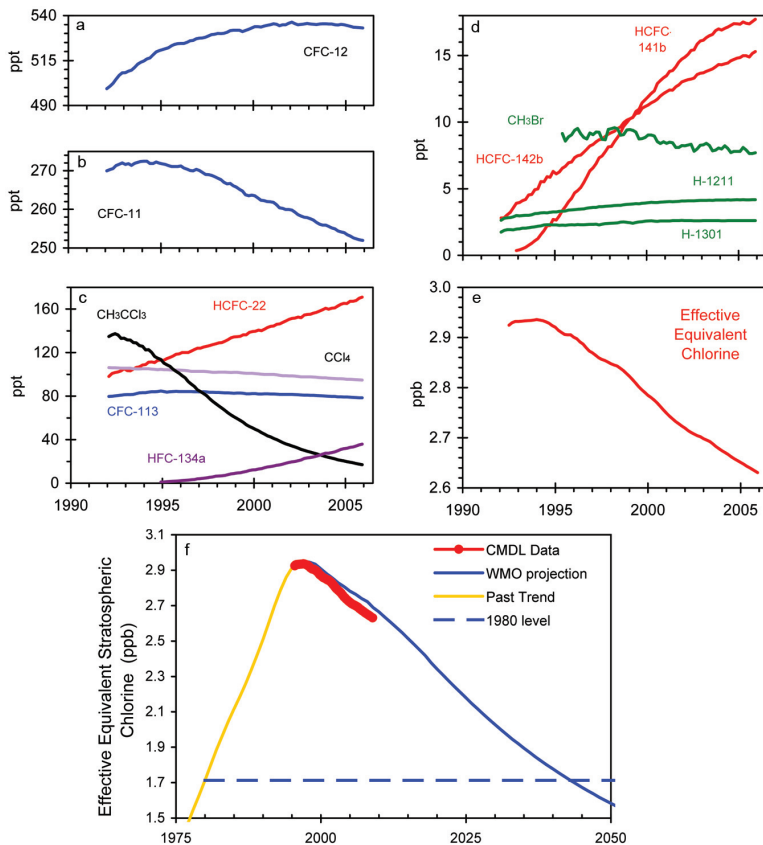 a
540
515
490
ppt
CFC-12
b
270
260
250
ppt
CFC-11
c
160
120
80
40
0
ppt
CH3CCl3
HCFC-22
CCl4
CFC-113
HFC-134a
1990
1995
2000
2005
d
15
10
5
0
ppt
HCFC-
141b
CH3Br
HCFC-142b
H-1211
H-1301
e
3.0
2.9
2.8
2.7
2.6
ppb
Effective
Equivalent
Chlorine
1990
1995
2000
2005
f
3.1
2.9
2.7
2.5
2.3
2.1
1.9
1.7
1.5
Effective Equivalent Stratospheric
Chlorine (ppb)
CMDL Data
WMO projection
Past Trend
1980 level
1975
2000
2025
2050